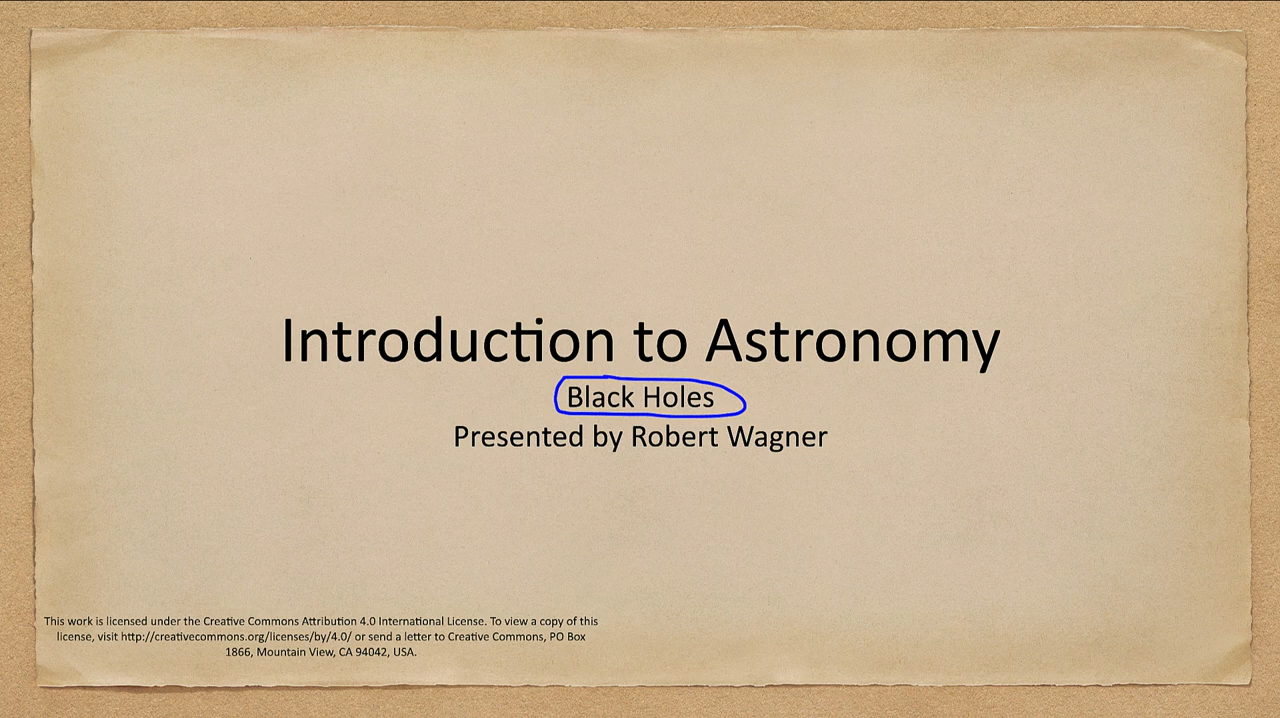 Introduction to Astronomy
Black Holes
Presented by Robert Wagner
This work is licensed under the Creative Commons Attribution 4.0 International License. To view a copy of this
license, visit http://creativecommons.org/licenses/by/4.0/ or send a letter to Creative Commons, PO Box
1866, Mountain View, CA 94042, USA.